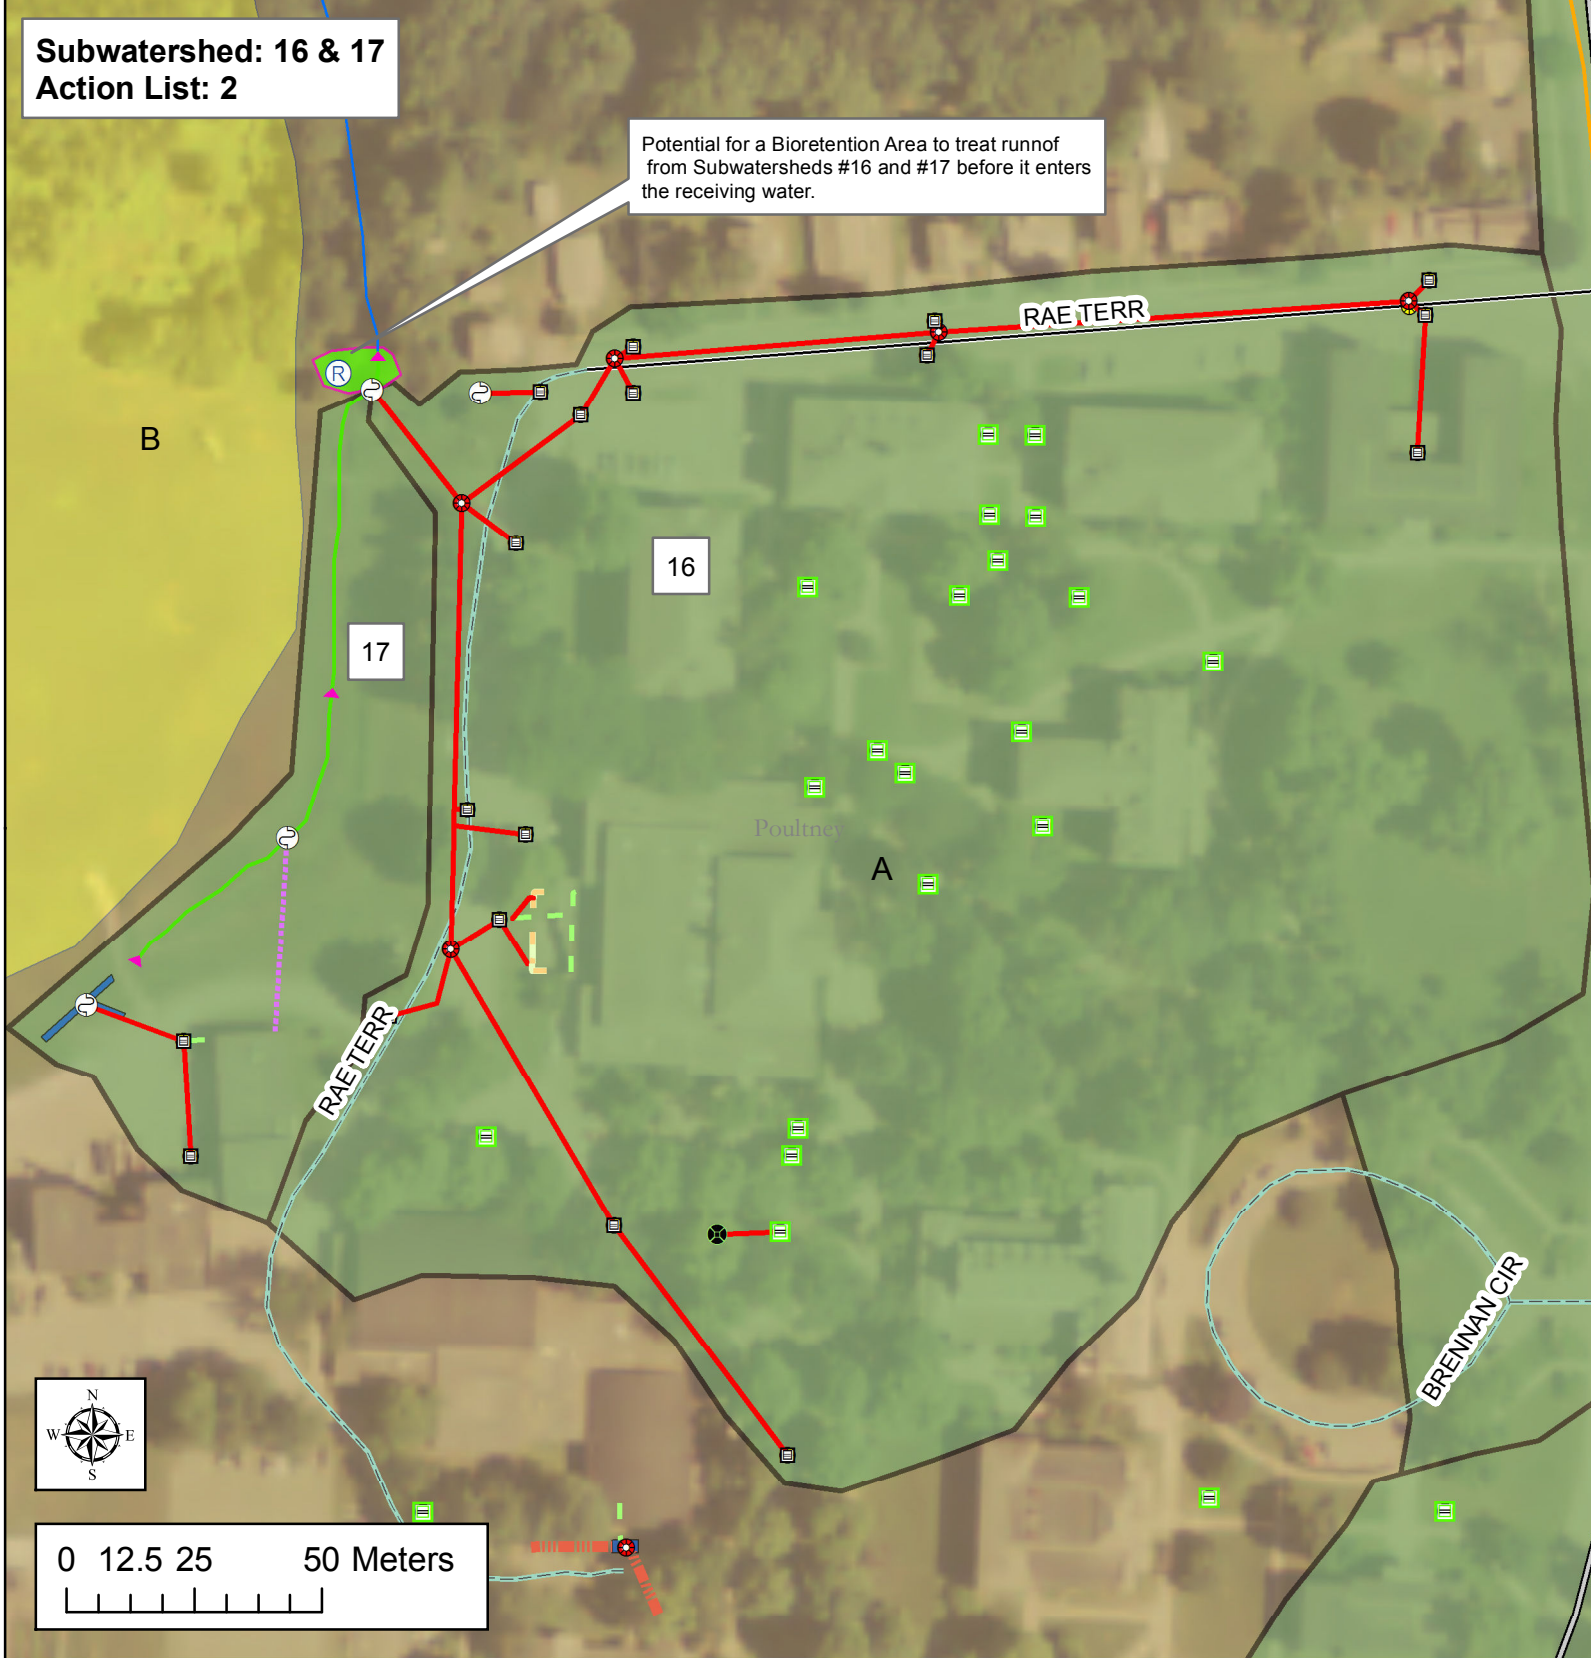 Subwatershed: 16 & 17
Action List: 2
Potential for a Bioretention Area to treat runnof
from Subwatersheds #16 and #17 before it enters
the receiving water.
RAE TERR
R
B
16
17
Poultney
A
RAE TERR
BRENNAN CIR
N
W E
S
0 12.5 25 50 Meters